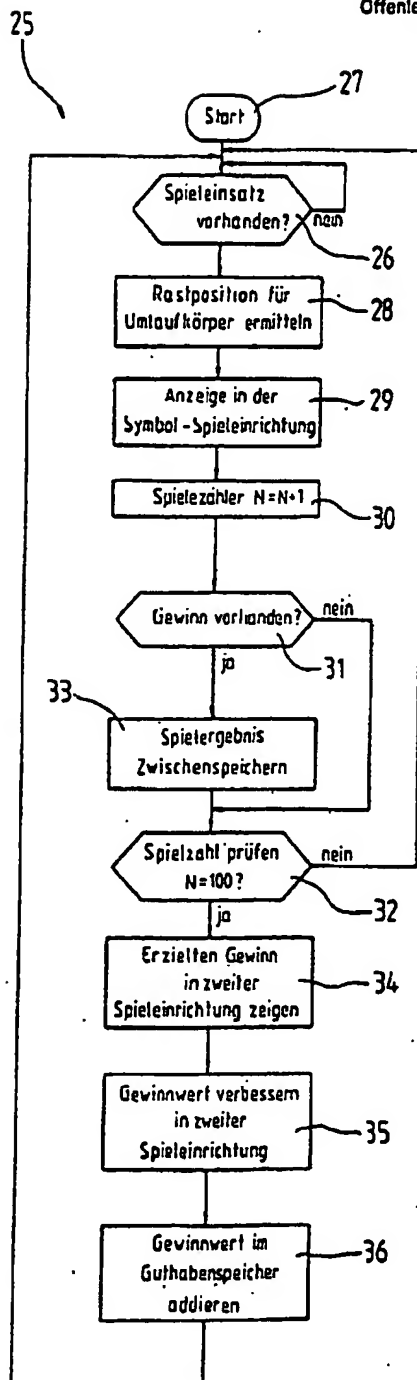 Offenle
25
27
Start
Spieleinsatz
vorhanden?
nein
26
Rastposition für
Umlaufkörper ermitteln
28
Anzeige in der
Symbol-Spieleinrichtung
29
Spielezähler N=N+1
30
Gewinn vorhanden?
nein
31
ja
33
Spielergebnis
Zwischenspeichern
Spielzahl prüfen
N=100?
nein
32
ja
Erzielten Gewinn
in zweiter
Spieleinrichtung zeigen
34
Gewinnwert verbessern
in zweiter
Spieleinrichtung
35
Gewinnwert im
Guthabenspeicher
addieren
36